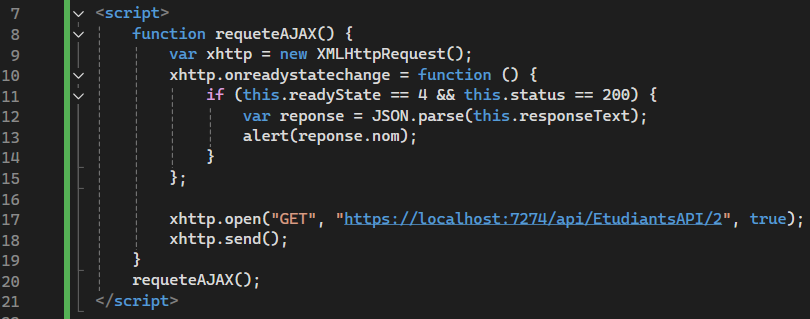 7 <script>
8 function requeteAJAX() {
9 var xhttp = new XMLHttpRequest();
10 xhttp.onreadystatechange = function () {
11 if (this.readyState == 4 && this.status == 200) {
12 var reponse = JSON.parse(this.responseText);
13 alert(reponse.nom);
14 }
15 };
16
17 xhttp.open("GET", "https://localhost:7274/api/EtudiantsAPI/2", true);
18 xhttp.send();
19 }
20 requeteAJAX();
21 </script>